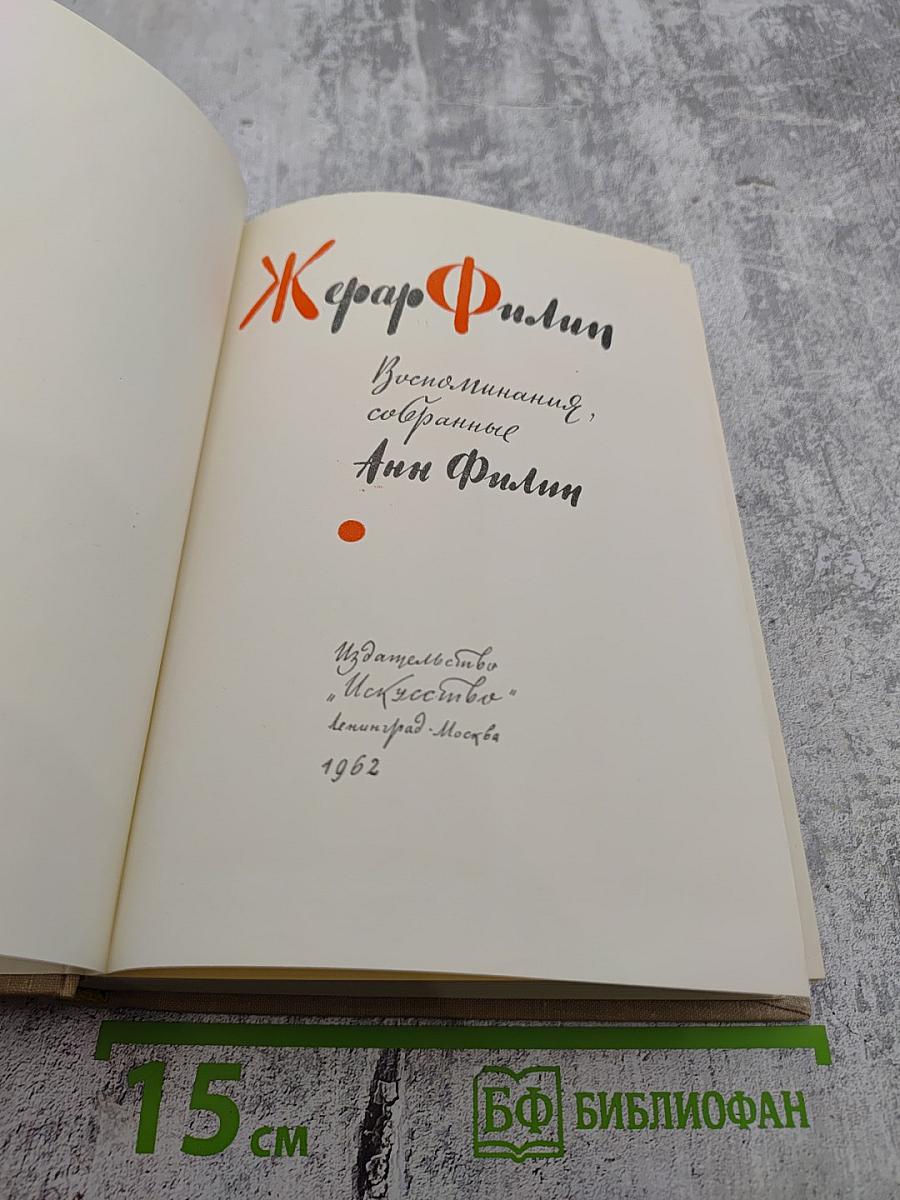 Жерар Филип
Воспоминания,
собранные
Анн Филип
Издательство
„Искусство"
Ленинград·Москва
1962
15 см
БФ БИБЛИОФАН